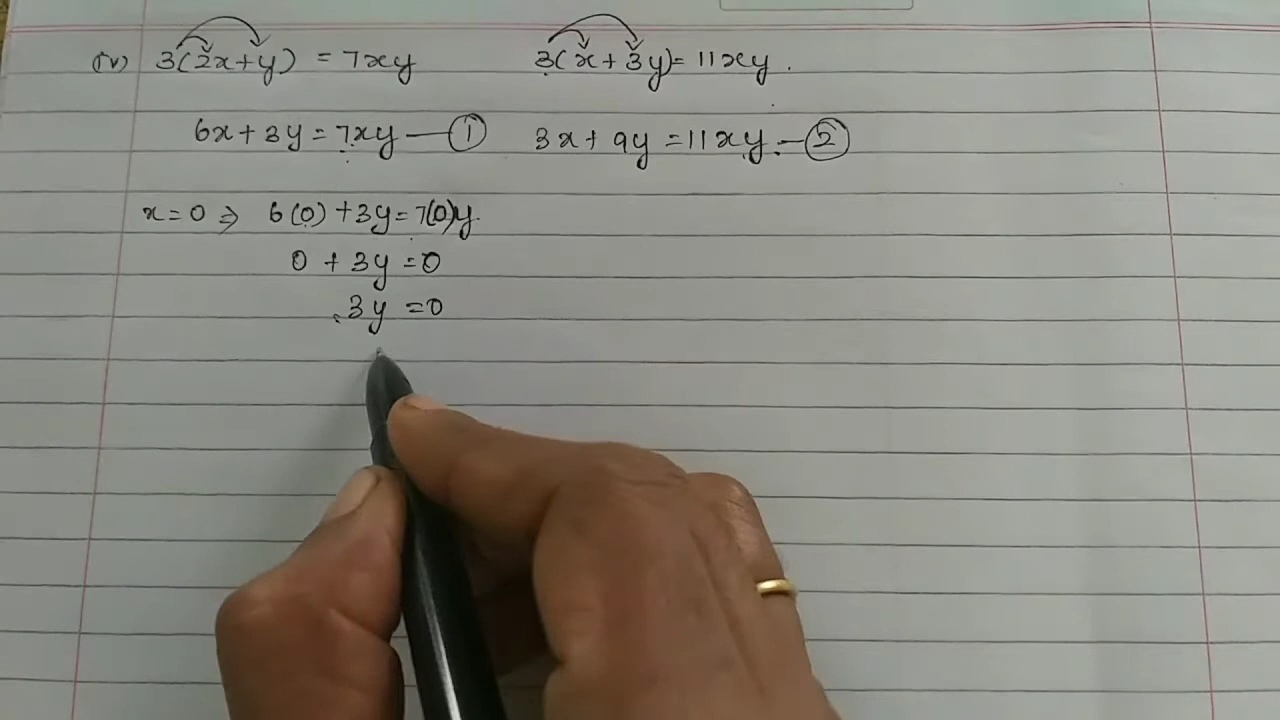 (iv) 3(2x+y) = 7xy 3(x+3y)= 11xy.
6x+3y=7xy — ① 3x+9y=11xy — ②
x=0 ⇒ 6(0)+3y=7(0)y.
0 + 3y =0
3y =0